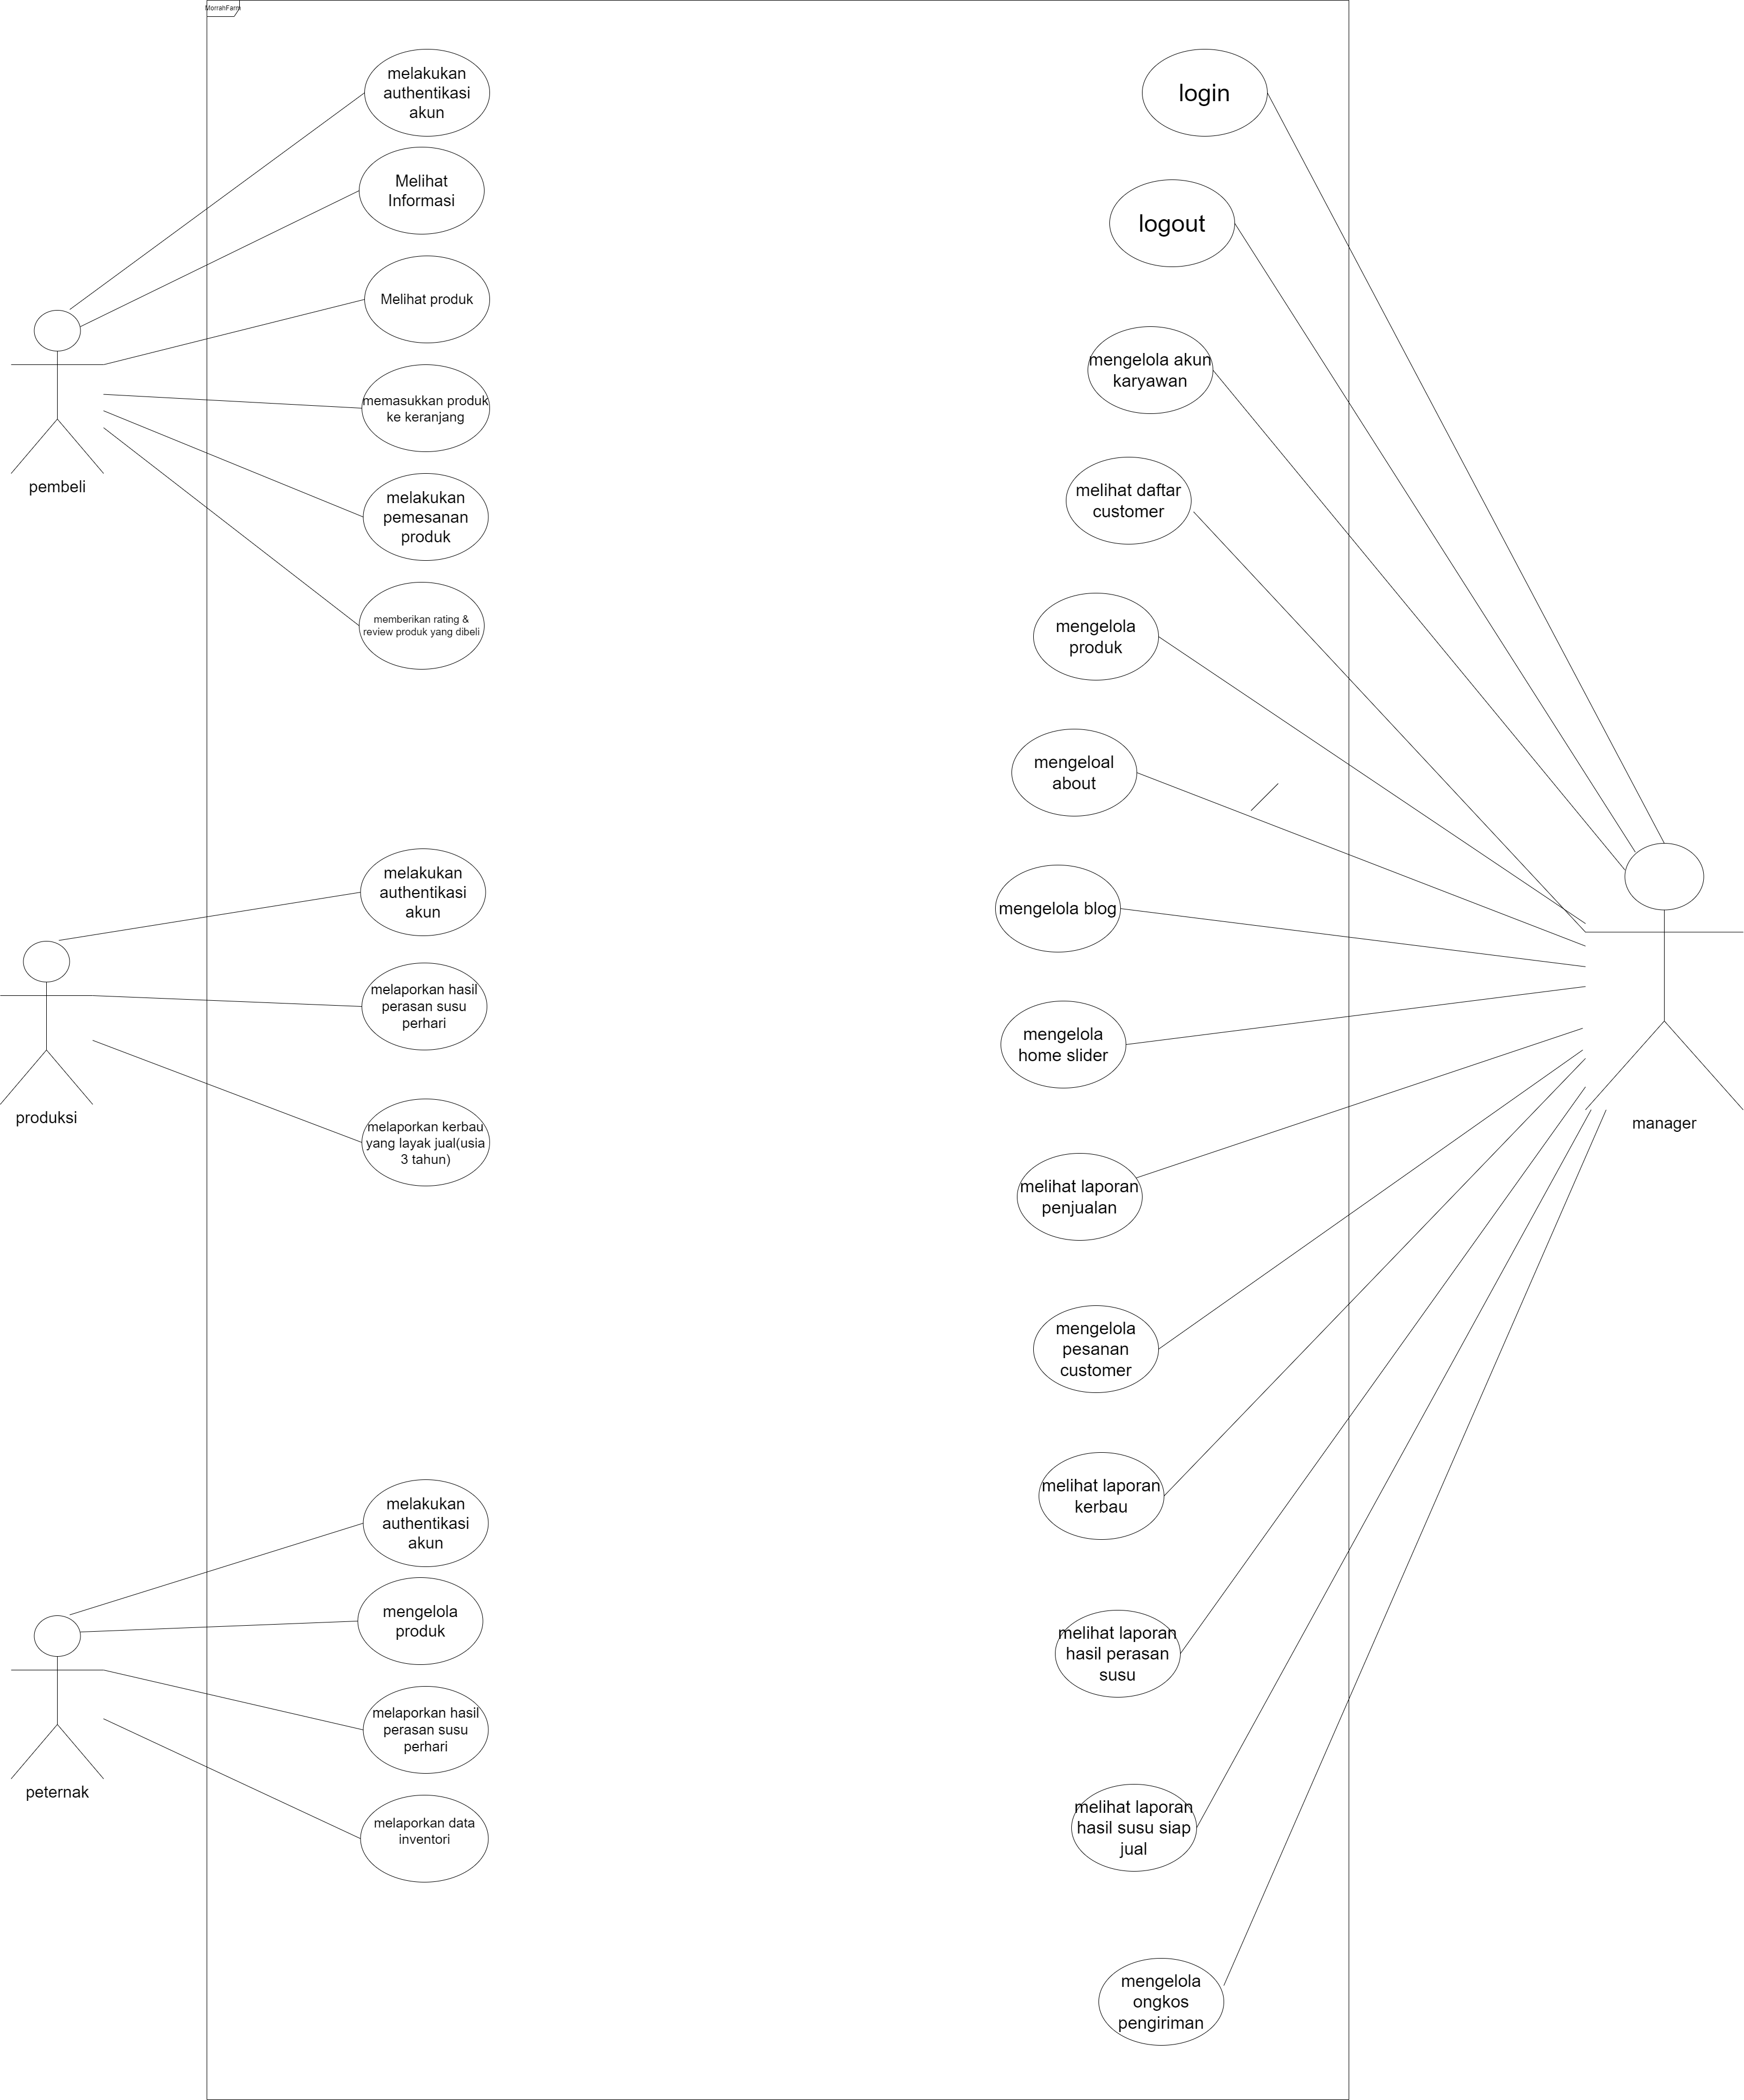 MorrahFarm
melakukan
authentikasi
akun
Melihat
Informasi
Melihat produk
memasukkan produk
ke keranjang
melakukan
pemesanan
produk
memberikan rating &
review produk yang dibeli
pembeli
melakukan
authentikasi
akun
melaporkan hasil
perasan susu
perhari
melaporkan kerbau
yang layak jual(usia
3 tahun)
produksi
melakukan
authentikasi
akun
mengelola
produk
melaporkan hasil
perasan susu
perhari
melaporkan data
inventori
peternak
login
logout
mengelola akun
karyawan
melihat daftar
customer
mengelola
produk
mengeloal
about
mengelola blog
mengelola
home slider
melihat laporan
penjualan
mengelola
pesanan
customer
melihat laporan
kerbau
melihat laporan
hasil perasan
susu
melihat laporan
hasil susu siap
jual
mengelola
ongkos
pengiriman
manager